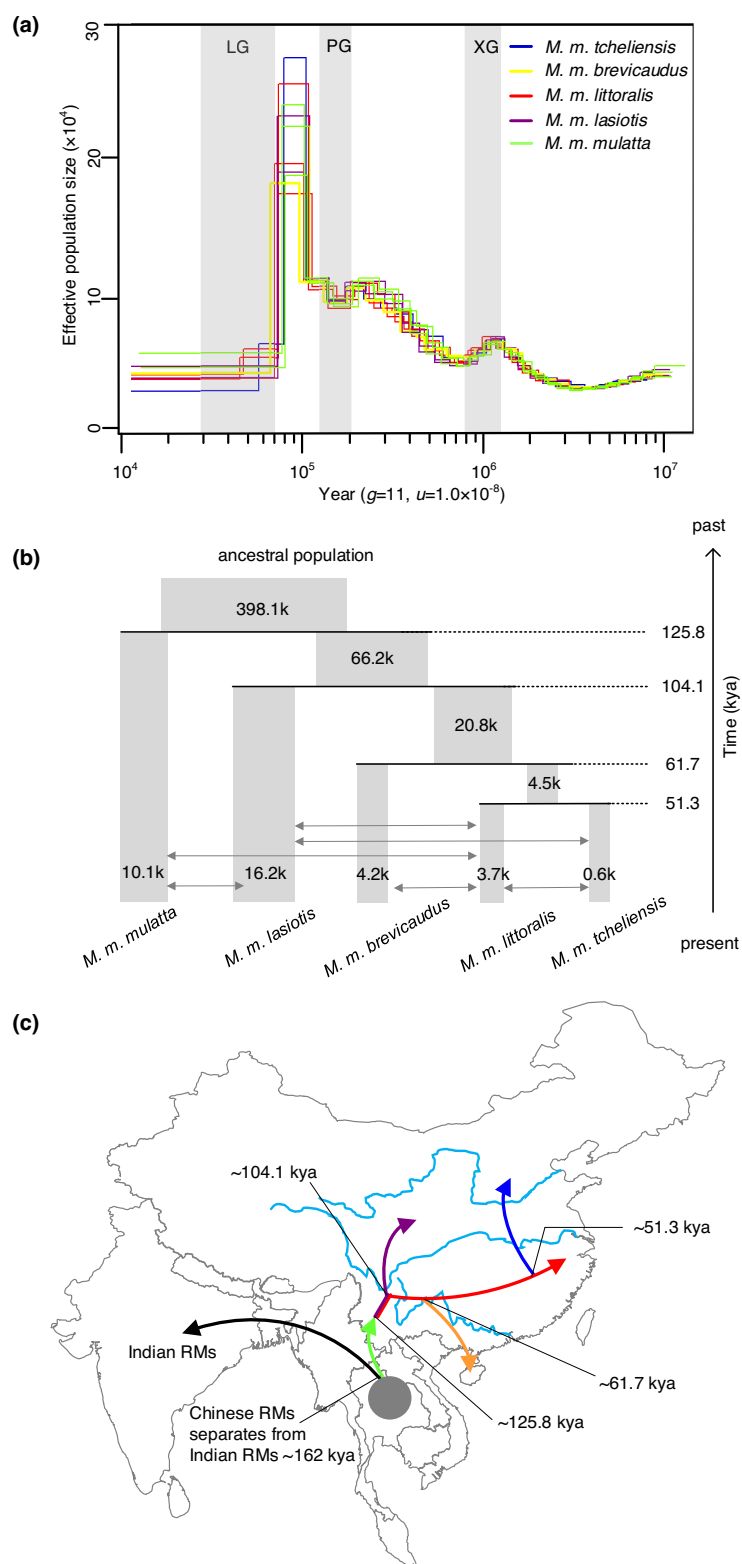 (a)
30
20
10
0
Effective population size (×10⁴)
LG
PG
XG
M. m. tcheliensis
M. m. brevicaudus
M. m. littoralis
M. m. lasiotis
M. m. mulatta
10⁴
10⁵
10⁶
10⁷
Year (g=11, u=1.0×10⁻⁸)
(b)
past
ancestral population
398.1k
125.8
66.2k
104.1
20.8k
61.7
4.5k
51.3
Time (kya)
10.1k
16.2k
4.2k
3.7k
0.6k
M. m. mulatta
M. m. lasiotis
M. m. brevicaudus
M. m. littoralis
M. m. tcheliensis
present
(c)
~104.1 kya
~51.3 kya
Indian RMs
~61.7 kya
Chinese RMs
separates from
Indian RMs ~162 kya
~125.8 kya